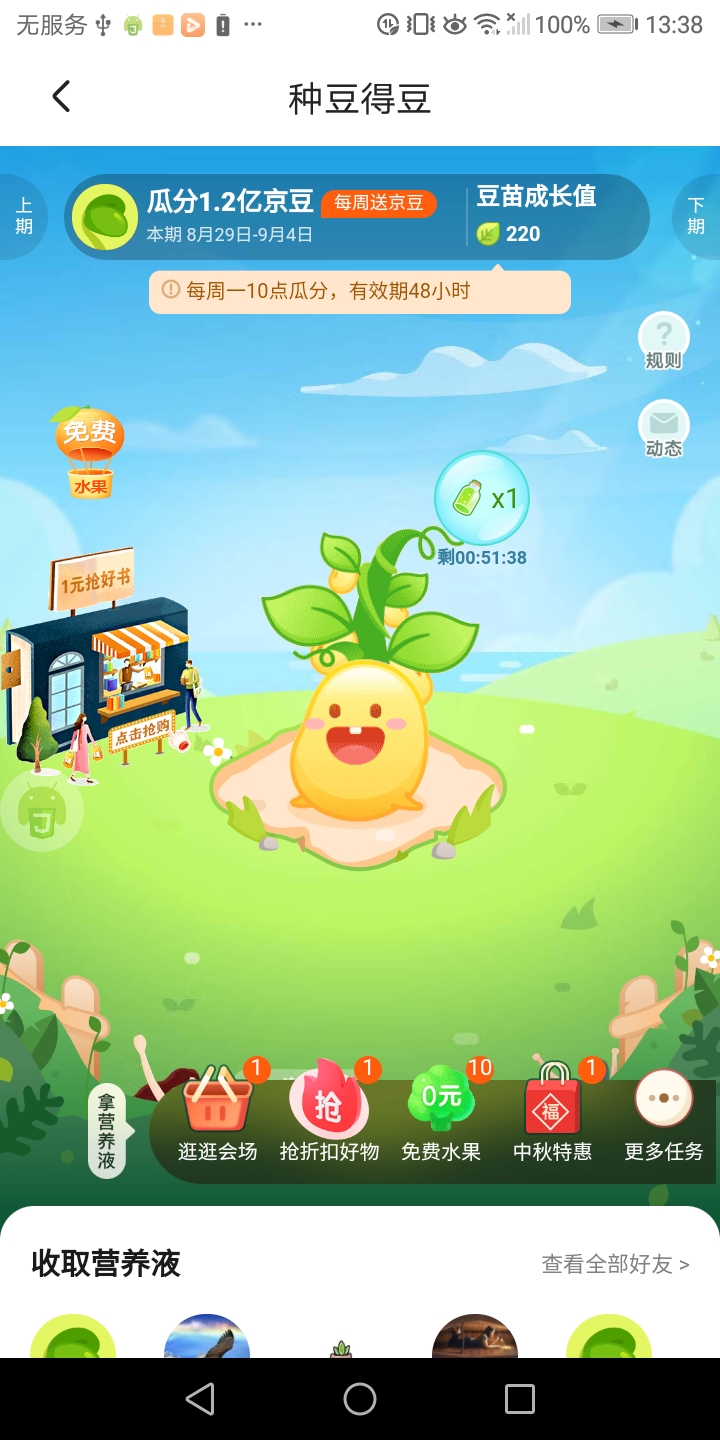 无服务
100%
13:38
种豆得豆
上期
瓜分1.2亿京豆
每周送京豆
本期 8月29日-9月4日
豆苗成长值
220
下期
每周一10点瓜分，有效期48小时
?
规则
动态
免费
水果
x1
剩00:51:38
1元抢好书
点击抢购
拿营养液
1
逛逛会场
抢
1
抢折扣好物
0元
10
免费水果
福
1
中秋特惠
更多任务
收取营养液
查看全部好友 >